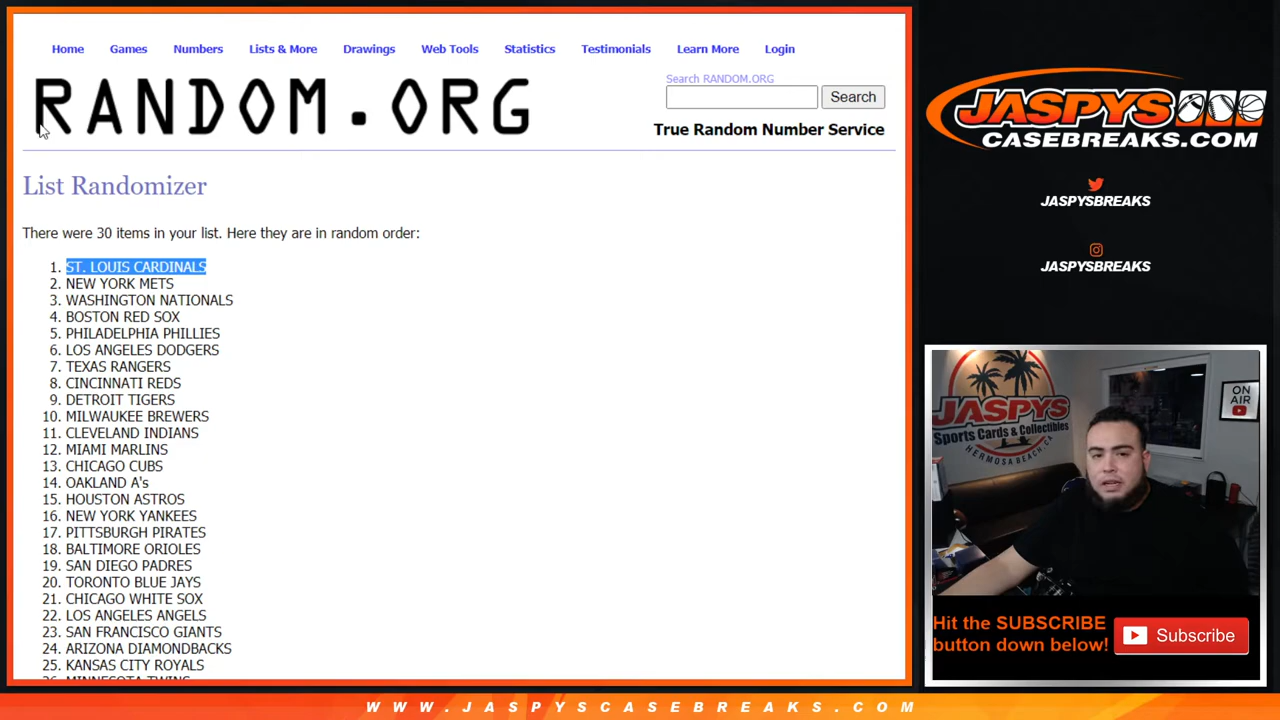 Home Games Numbers Lists & More Drawings Web Tools Statistics Testimonials Learn More Login
RANDOM.ORG
Search RANDOM.ORG
Search
True Random Number Service
List Randomizer
There were 30 items in your list. Here they are in random order:
1. ST. LOUIS CARDINALS
2. NEW YORK METS
3. WASHINGTON NATIONALS
4. BOSTON RED SOX
5. PHILADELPHIA PHILLIES
6. LOS ANGELES DODGERS
7. TEXAS RANGERS
8. CINCINNATI REDS
9. DETROIT TIGERS
10. MILWAUKEE BREWERS
11. CLEVELAND INDIANS
12. MIAMI MARLINS
13. CHICAGO CUBS
14. OAKLAND A's
15. HOUSTON ASTROS
16. NEW YORK YANKEES
17. PITTSBURGH PIRATES
18. BALTIMORE ORIOLES
19. SAN DIEGO PADRES
20. TORONTO BLUE JAYS
21. CHICAGO WHITE SOX
22. LOS ANGELES ANGELS
23. SAN FRANCISCO GIANTS
24. ARIZONA DIAMONDBACKS
25. KANSAS CITY ROYALS
26. MINNESOTA TWINS
JASPYS
CASEBREAKS.COM
JASPYSBREAKS
JASPYSBREAKS
JASPYS
Sports Cards & Collectibles
HERMOSA BEACH, CA
ON
AIR
Hit the SUBSCRIBE
button down below!
Subscribe
WWW.JASPYSCASEBREAKS.COM